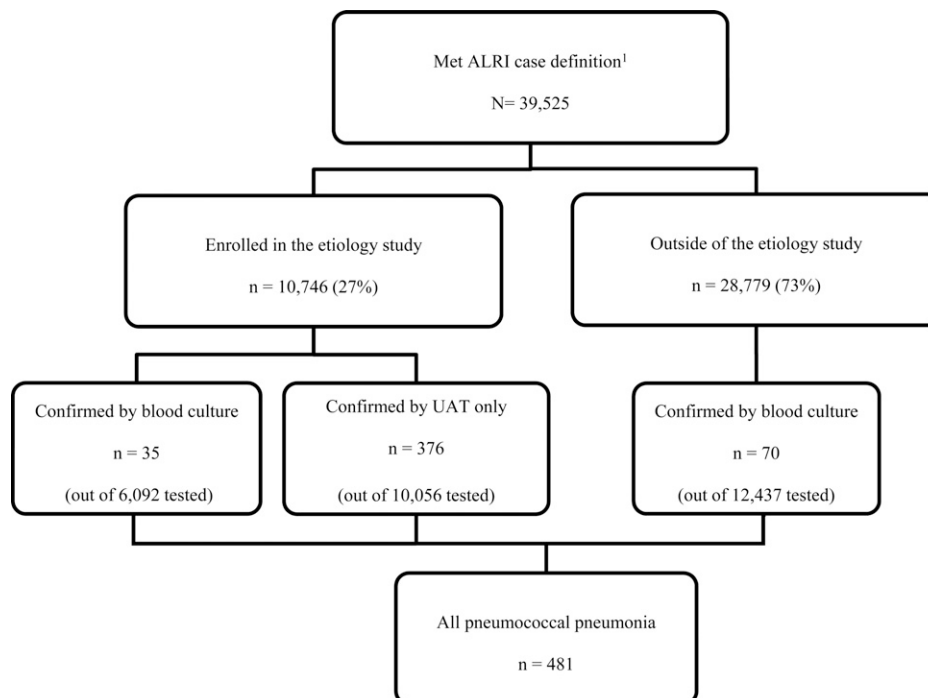 Met ALRI case definition¹
N= 39,525
Enrolled in the etiology study
n = 10,746 (27%)
Outside of the etiology study
n = 28,779 (73%)
Confirmed by blood culture
n = 35
(out of 6,092 tested)
Confirmed by UAT only
n = 376
(out of 10,056 tested)
Confirmed by blood culture
n = 70
(out of 12,437 tested)
All pneumococcal pneumonia
n = 481